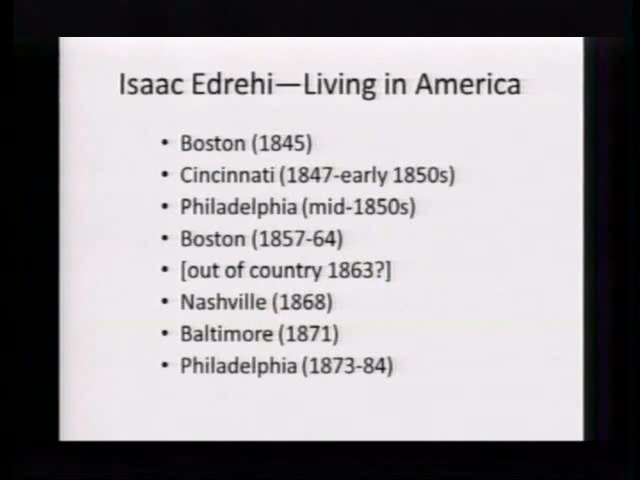 Isaac Edrehi—Living in America
• Boston (1845)
• Cincinnati (1847-early 1850s)
• Philadelphia (mid-1850s)
• Boston (1857-64)
• [out of country 1863?]
• Nashville (1868)
• Baltimore (1871)
• Philadelphia (1873-84)